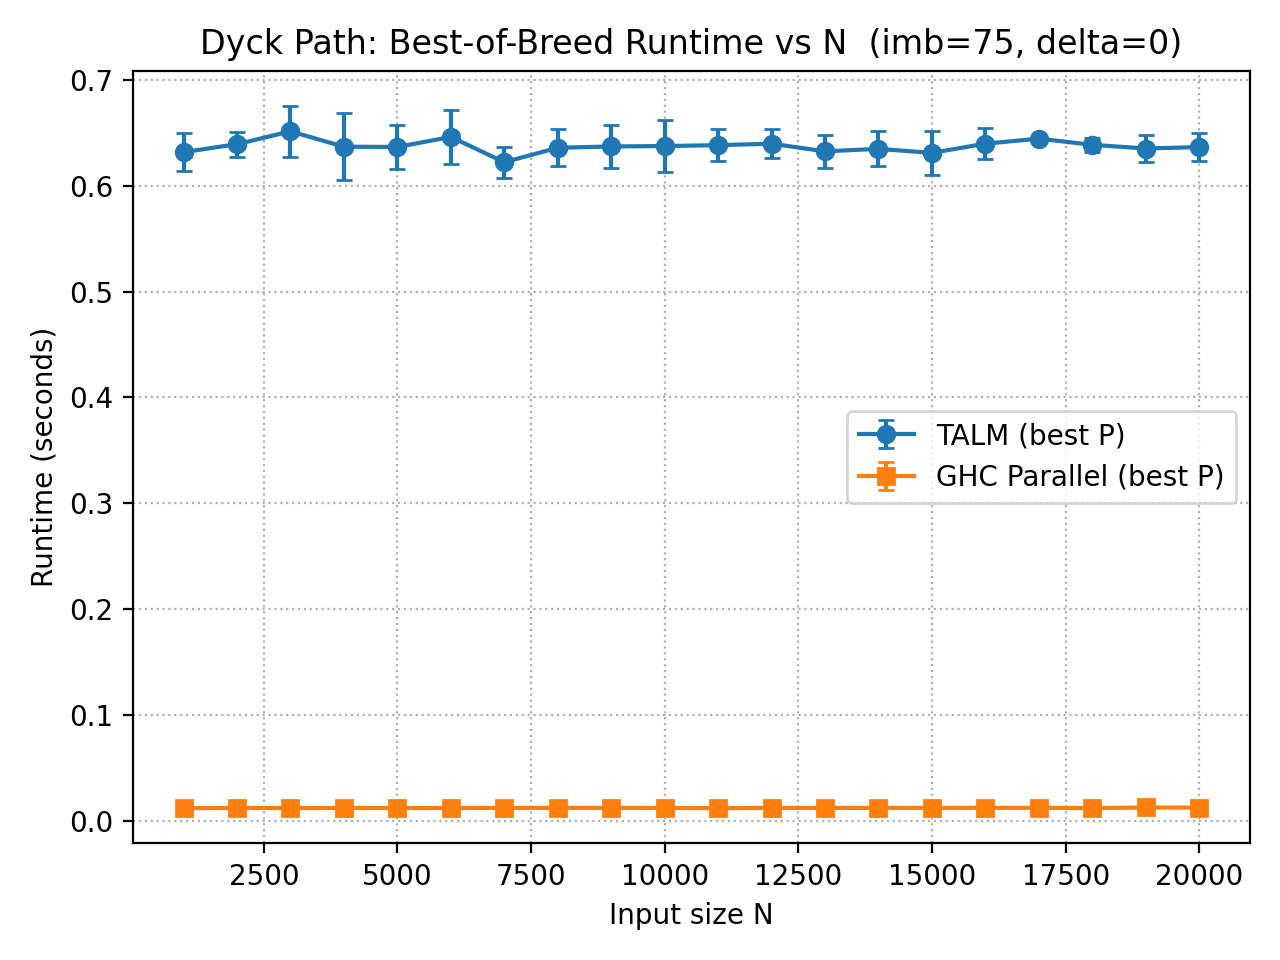 Dyck Path: Best-of-Breed Runtime vs N  (imb=75, delta=0)
0.7
0.6
0.5
0.4
0.3
0.2
0.1
0.0
Runtime (seconds)
TALM (best P)
GHC Parallel (best P)
2500 5000 7500 10000 12500 15000 17500 20000
Input size N